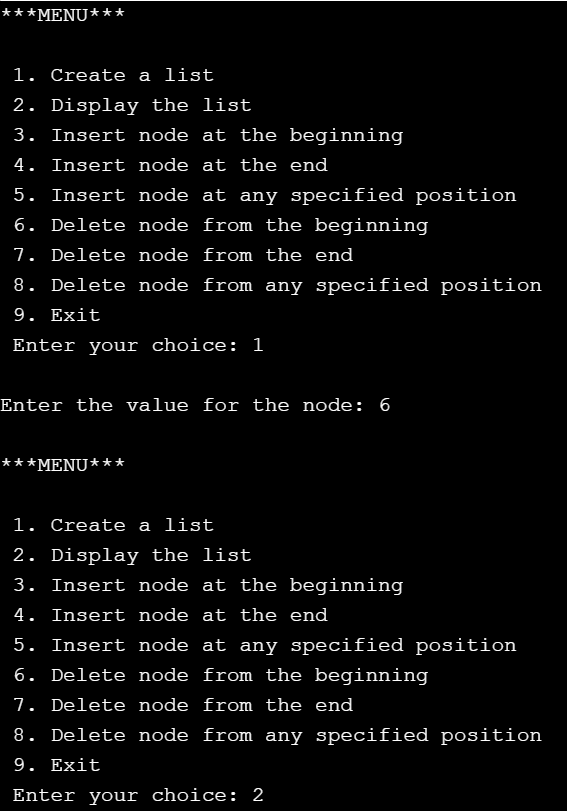 ***MENU***
1. Create a list
2. Display the list
3. Insert node at the beginning
4. Insert node at the end
5. Insert node at any specified position
6. Delete node from the beginning
7. Delete node from the end
8. Delete node from any specified position
9. Exit
Enter your choice: 1
Enter the value for the node: 6
***MENU***
1. Create a list
2. Display the list
3. Insert node at the beginning
4. Insert node at the end
5. Insert node at any specified position
6. Delete node from the beginning
7. Delete node from the end
8. Delete node from any specified position
9. Exit
Enter your choice: 2